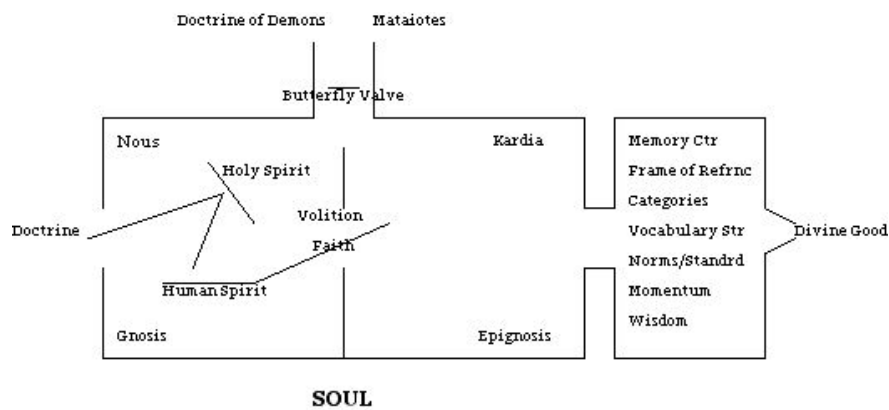 Doctrine of Demons
Mataiotes
Butterfly Valve
Nous
Kardia
Memory Ctr
Holy Spirit
Frame of Refrnc
Categories
Volition
Doctrine
Vocabulary Str
Divine Good
Faith
Norms/Standrd
Human Spirit
Momentum
Wisdom
Gnosis
Epignosis
SOUL